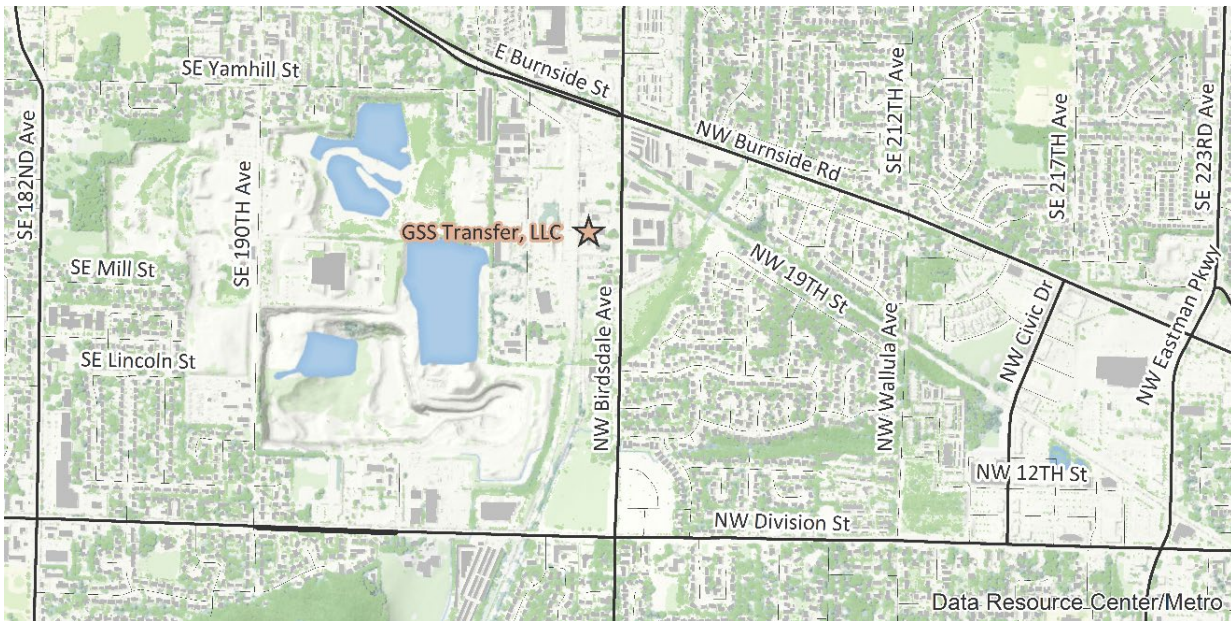 SE Yamhill St
E Burnside St
SE 182ND Ave
SE 190TH Ave
NW Burnside Rd
SE 212TH Ave
SE 217TH Ave
SE 223RD Ave
GSS Transfer, LLC
SE Mill St
NW 19TH St
SE Lincoln St
NW Birdsdale Ave
NW Wallula Ave
NW Civic Dr
NW Eastman Pkwy
NW 12TH St
NW Division St
Data Resource Center/Metro